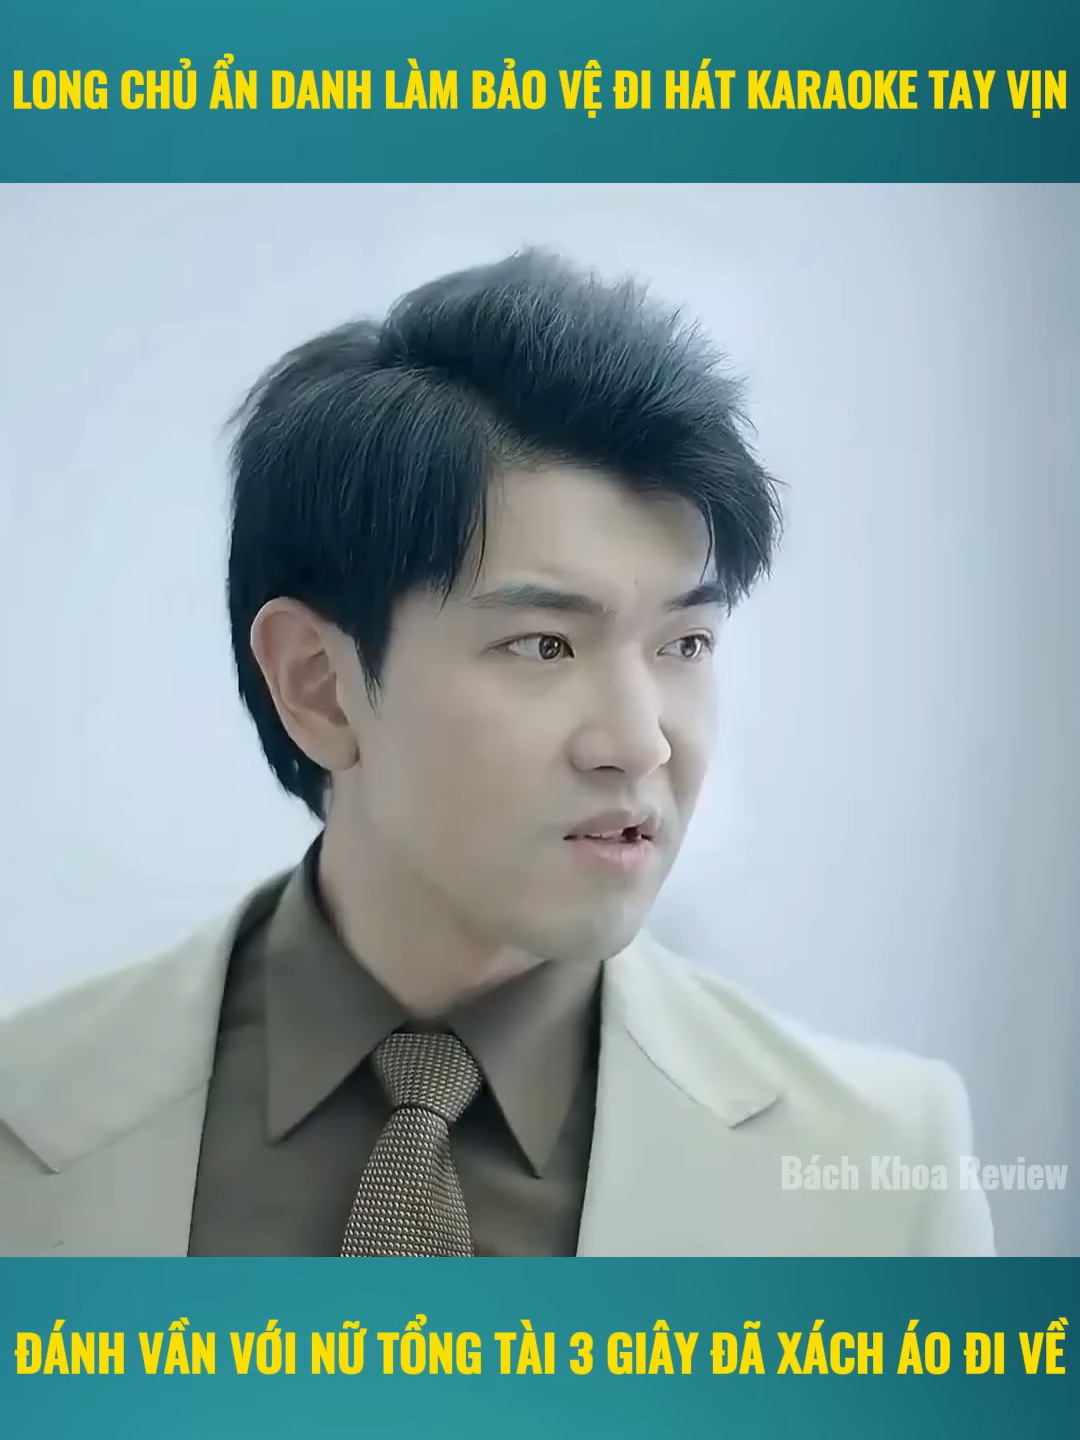 LONG CHỦ ẨN DANH LÀM BẢO VỆ ĐI HÁT KARAOKE TAY VỊN
Bách Khoa Review
ĐÁNH VẦN VỚI NỮ TỔNG TÀI 3 GIÂY ĐÃ XÁCH ÁO ĐI VỀ